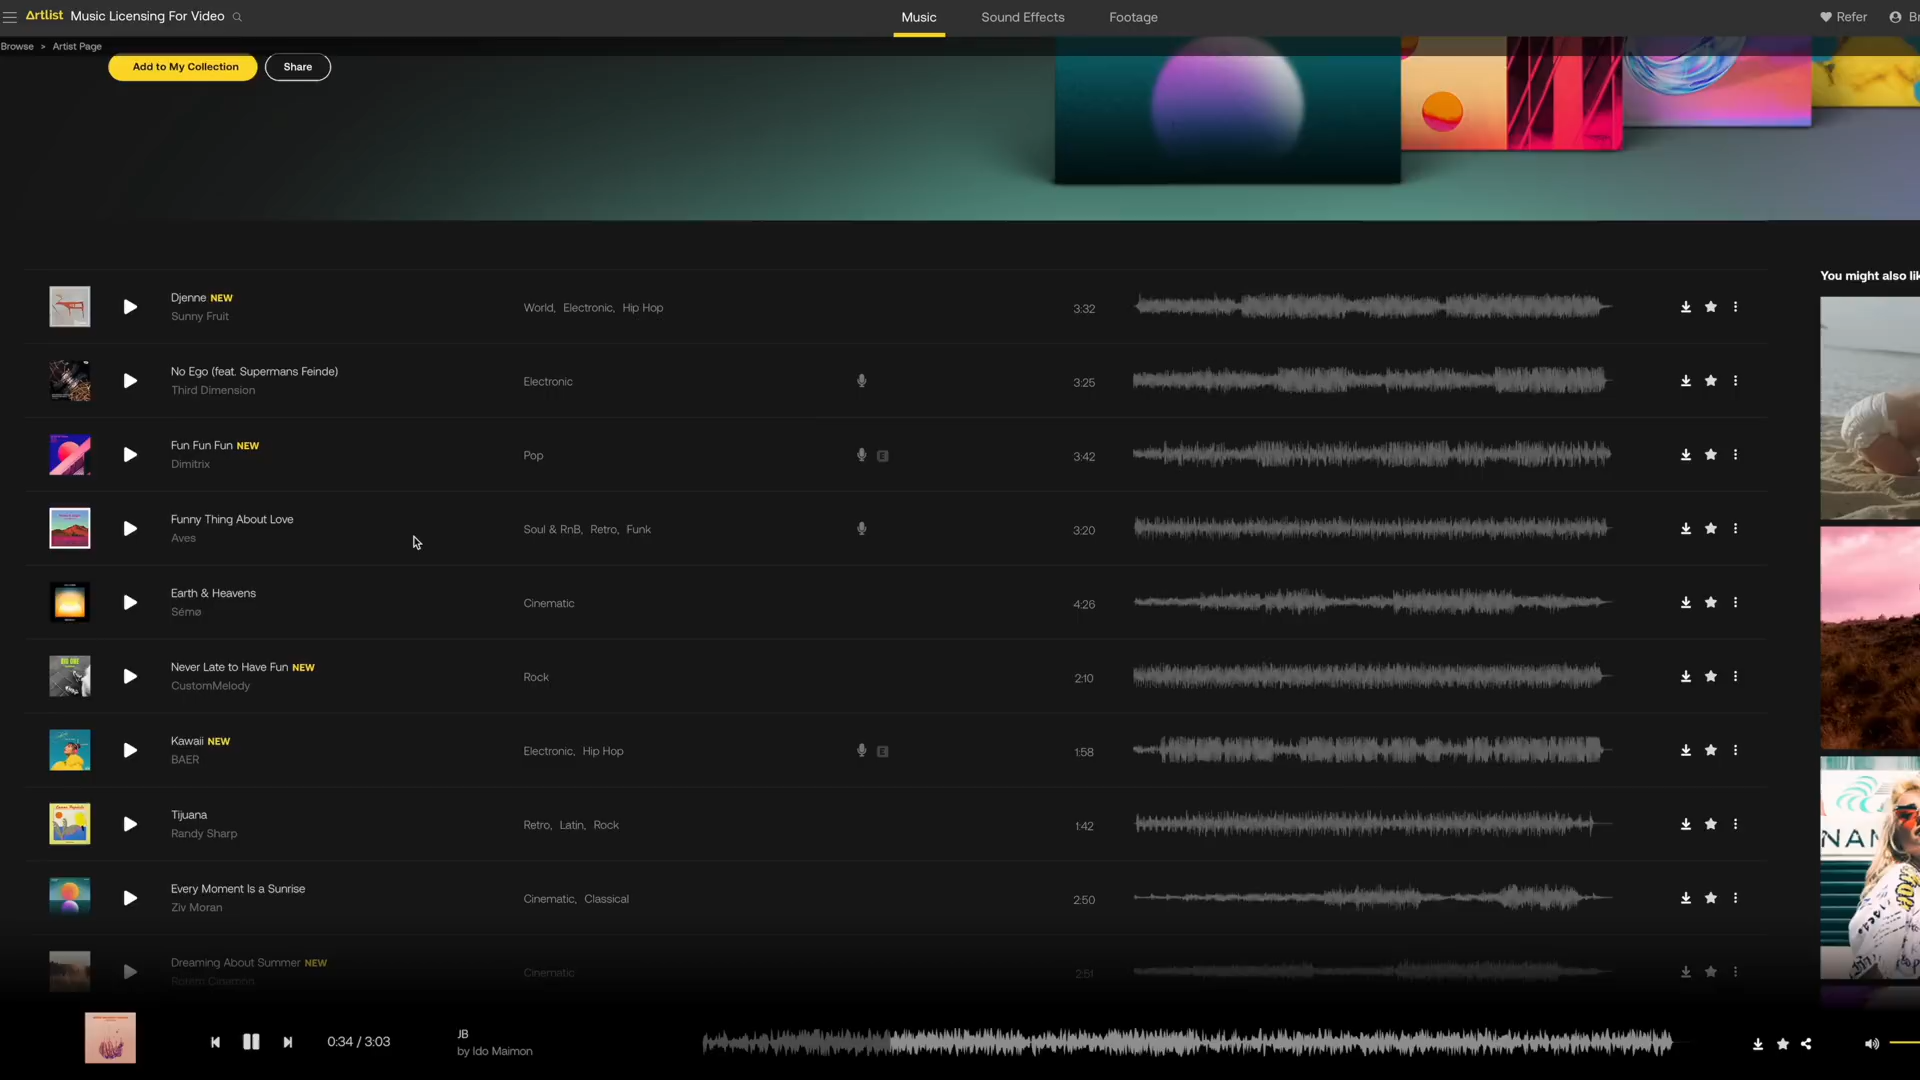 Artlist Music Licensing For Video
Music Sound Effects Footage
Refer
Browse > Artist Page
Add to My Collection
Share
You might also lik
Djenne NEW
Sunny Fruit
World, Electronic, Hip Hop
3:32
No Ego (feat. Supermans Feinde)
Third Dimension
Electronic
3:25
Fun Fun Fun NEW
Dimitrix
Pop
E
3:42
Funny Thing About Love
Aves
Soul & RnB, Retro, Funk
3:20
Earth & Heavens
Sémø
Cinematic
4:26
Never Late to Have Fun NEW
CustomMelody
Rock
2:10
Kawaii NEW
BAER
Electronic, Hip Hop
E
1:58
Tijuana
Randy Sharp
Retro, Latin, Rock
1:42
Every Moment Is a Sunrise
Ziv Moran
Cinematic, Classical
2:50
Dreaming About Summer NEW
Cinematic
2:51
0:34 / 3:03
JB
by Ido Maimon